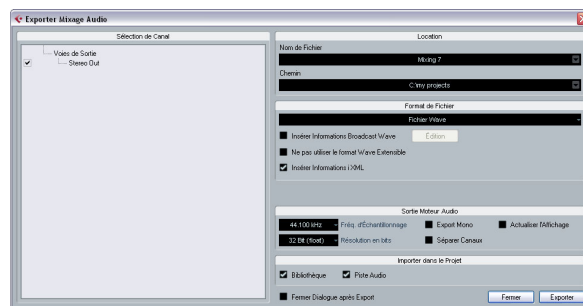 Exporter Mixage Audio
Sélection de Canal
Voies de Sortie
Stereo Out
Location
Nom de Fichier
Mixing 7
Chemin
C:\my projects
Format de Fichier
Fichier Wave
Insérer Informations Broadcast Wave
Édition
Ne pas utiliser le format Wave Extensible
Insérer Informations iXML
Sortie Moteur Audio
44.100 kHz Fréq. d'Échantillonnage Export Mono Actualiser l'Affichage
32 Bit (float) Résolution en bits Séparer Canaux
Importer dans le Projet
Bibliothèque Piste Audio
Fermer Dialogue après Export Fermer Exporter